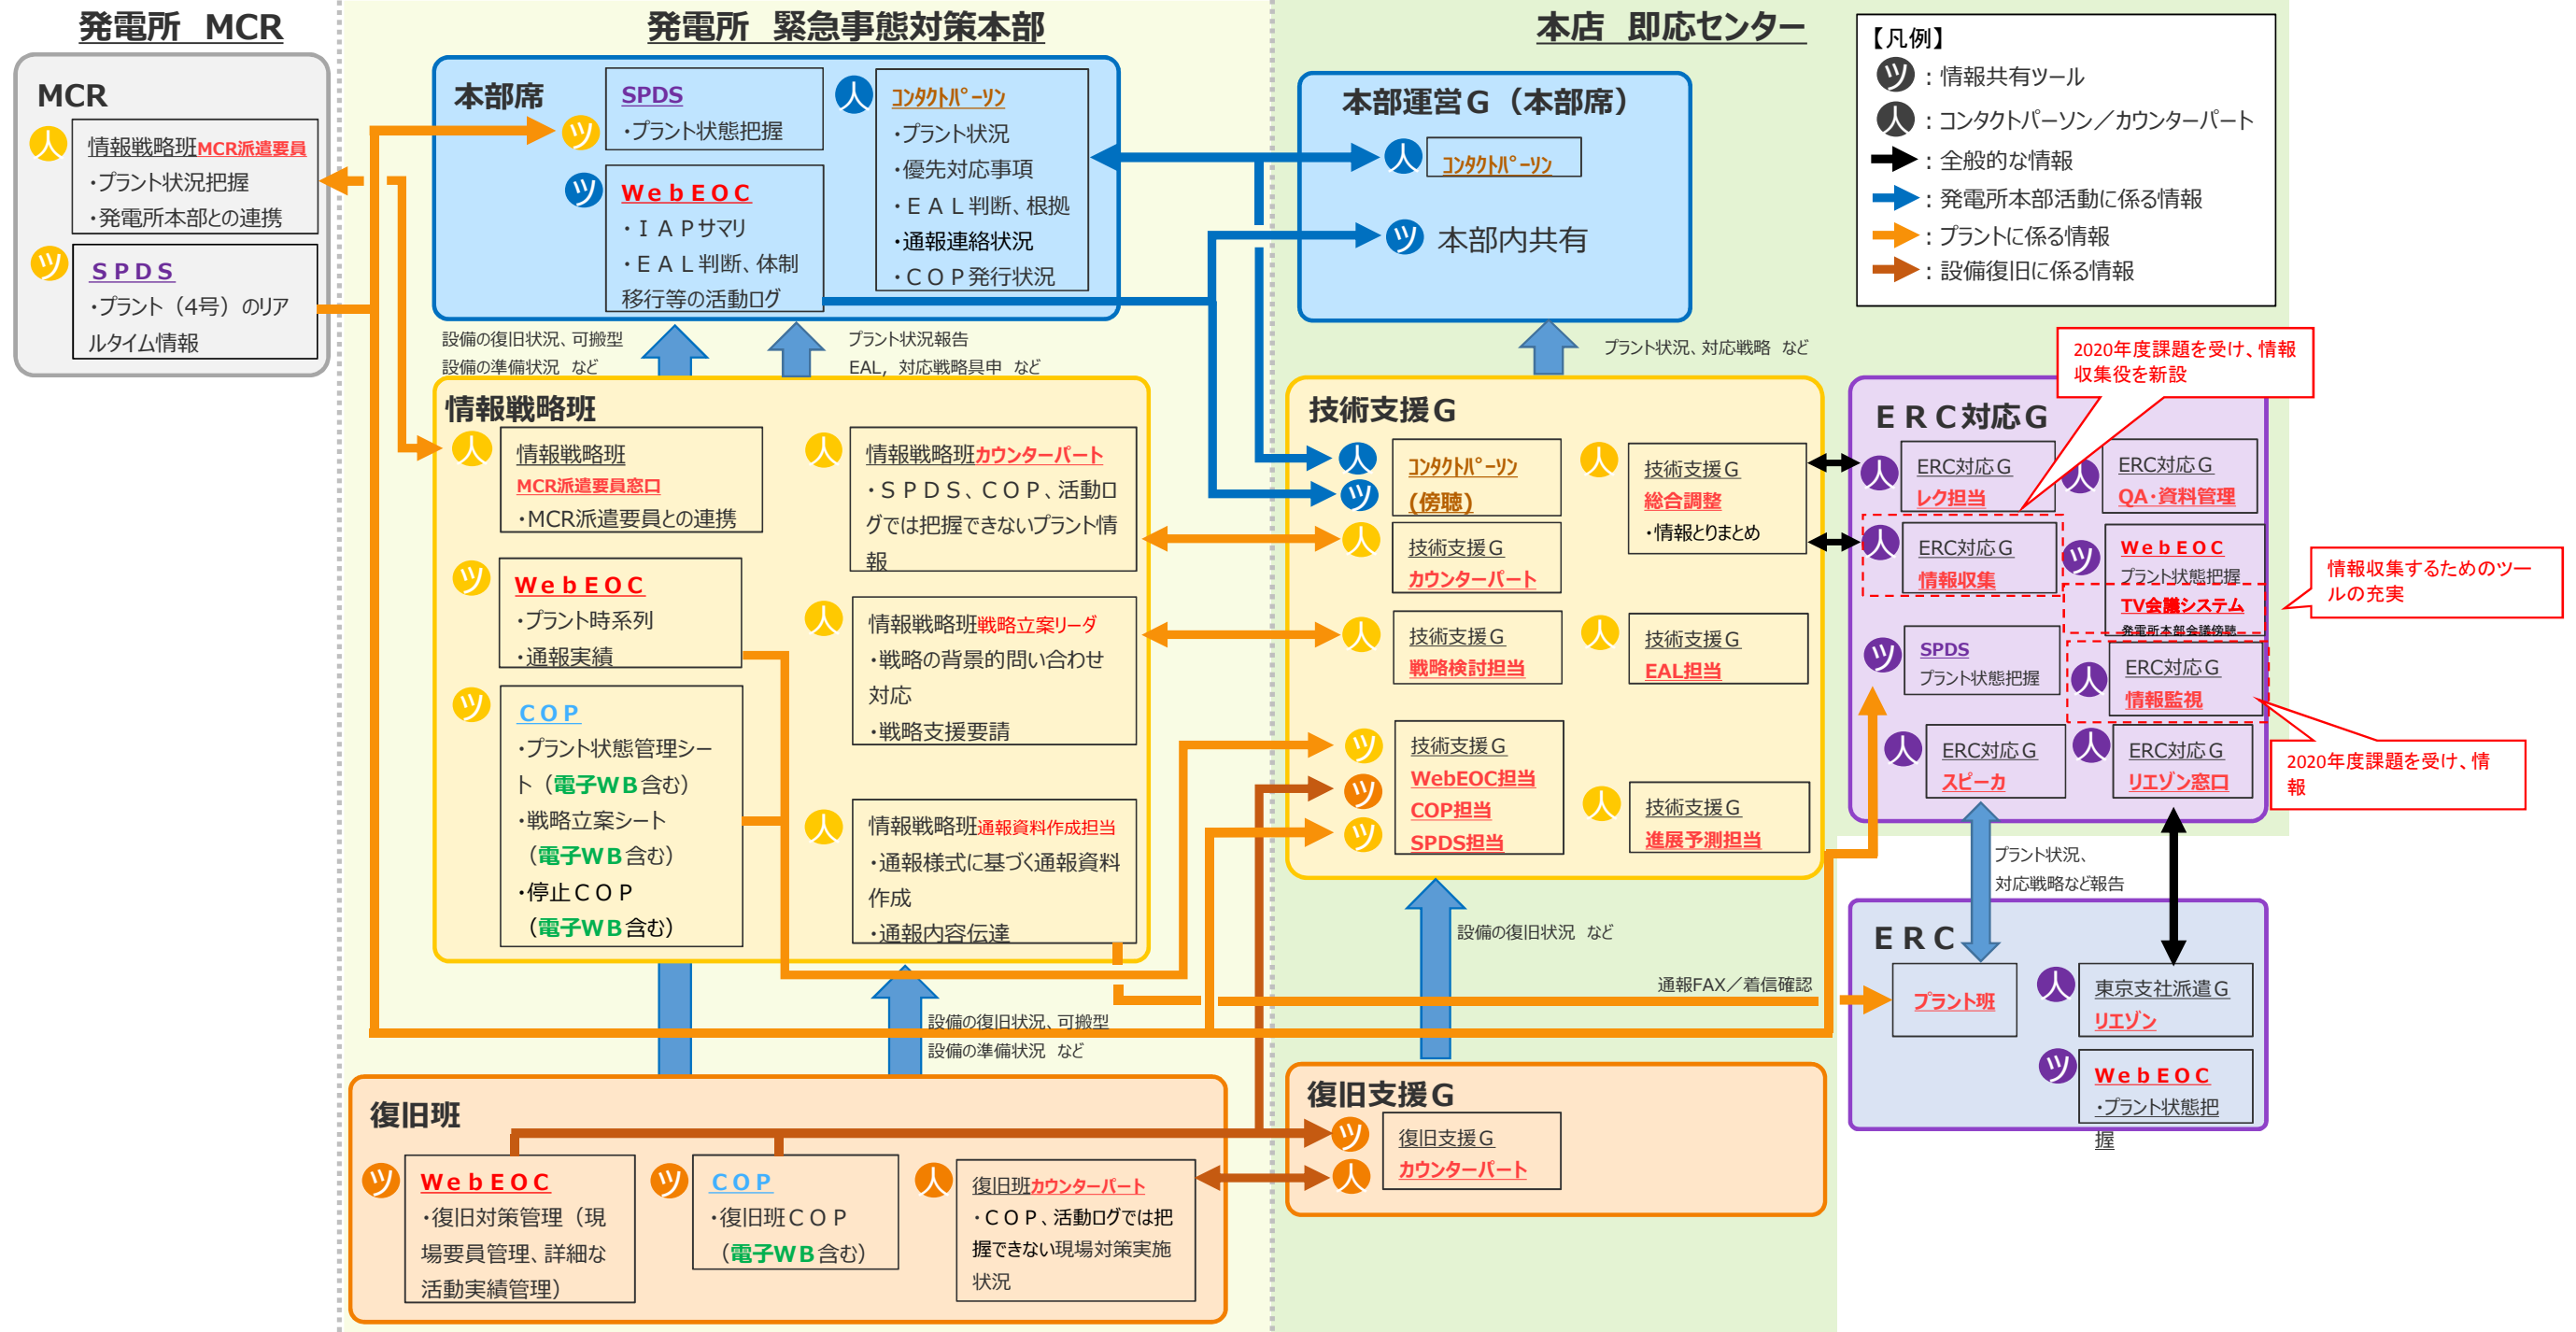 発電所　MCR
発電所　緊急事態対策本部
本店　即応センター
【凡例】
ツ：情報共有ツール
人：コンタクトパーソン／カウンターパート
：全般的な情報
：発電所本部活動に係る情報
：プラントに係る情報
：設備復旧に係る情報
MCR
人
情報戦略班MCR派遣要員
・プラント状況把握
・発電所本部との連携
ツ
ＳＰＤＳ
・プラント（4号）のリア
ルタイム情報
本部席
ツ
SPDS
・プラント状態把握
ツ
ＷｅｂＥＯＣ
・ＩＡＰサマリ
・ＥＡＬ判断、体制
移行等の活動ログ
人
ｺﾝﾀｸﾄﾊﾟｰｿﾝ
・プラント状況
・優先対応事項
・ＥＡＬ判断、根拠
・通報連絡状況
・ＣＯＰ発行状況
設備の復旧状況、可搬型
設備の準備状況　など
プラント状況報告
EAL，対応戦略具申　など
情報戦略班
人
情報戦略班
MCR派遣要員窓口
・MCR派遣要員との連携
ツ
ＷｅｂＥＯＣ
・プラント時系列
・通報実績
ツ
ＣＯＰ
・プラント状態管理シー
ト（電子ＷＢ含む）
・戦略立案シート
（電子ＷＢ含む）
・停止ＣＯＰ
（電子ＷＢ含む）
人
情報戦略班カウンターパート
・ＳＰＤＳ、ＣＯＰ、活動ロ
グでは把握できないプラント情
報
人
情報戦略班戦略立案リーダ
・戦略の背景的問い合わせ
対応
・戦略支援要請
人
情報戦略班通報資料作成担当
・通報様式に基づく通報資料
作成
・通報内容伝達
設備の復旧状況、可搬型
設備の準備状況　など
復旧班
ツ
ＷｅｂＥＯＣ
・復旧対策管理（現
場要員管理、詳細な
活動実績管理）
ツ
ＣＯＰ
・復旧班ＣＯＰ
（電子ＷＢ含む）
人
復旧班カウンターパート
・ＣＯＰ、活動ログでは把
握できない現場対策実施
状況
本部運営Ｇ（本部席）
人
ｺﾝﾀｸﾄﾊﾟｰｿﾝ
ツ
本部内共有
プラント状況、対応戦略　など
技術支援Ｇ
人
ツ
ｺﾝﾀｸﾄﾊﾟｰｿﾝ
(傍聴)
人
技術支援Ｇ
カウンターパート
人
技術支援Ｇ
戦略検討担当
ツ
ツ
ツ
技術支援Ｇ
WebEOC担当
COP担当
SPDS担当
人
技術支援Ｇ
総合調整
・情報とりまとめ
人
技術支援Ｇ
EAL担当
人
技術支援Ｇ
進展予測担当
設備の復旧状況　など
通報FAX／着信確認
復旧支援Ｇ
ツ
人
復旧支援Ｇ
カウンターパート
2020年度課題を受け、情報
収集役を新設
ＥＲＣ対応Ｇ
人
ERC対応Ｇ
レク担当
人
ERC対応Ｇ
QA・資料管理
人
ERC対応Ｇ
情報収集
ツ
ＷｅｂＥＯＣ
プラント状態把握
TV会議システム
発電所本部会議傍聴
情報収集するためのツー
ルの充実
ツ
SPDS
プラント状態把握
人
ERC対応Ｇ
情報監視
人
ERC対応Ｇ
スピーカ
人
ERC対応Ｇ
リエゾン窓口
2020年度課題を受け、情
報
プラント状況、
対応戦略など報告
ＥＲＣ
プラント班
人
東京支社派遣Ｇ
リエゾン
ツ
ＷｅｂＥＯＣ
・プラント状態把
握